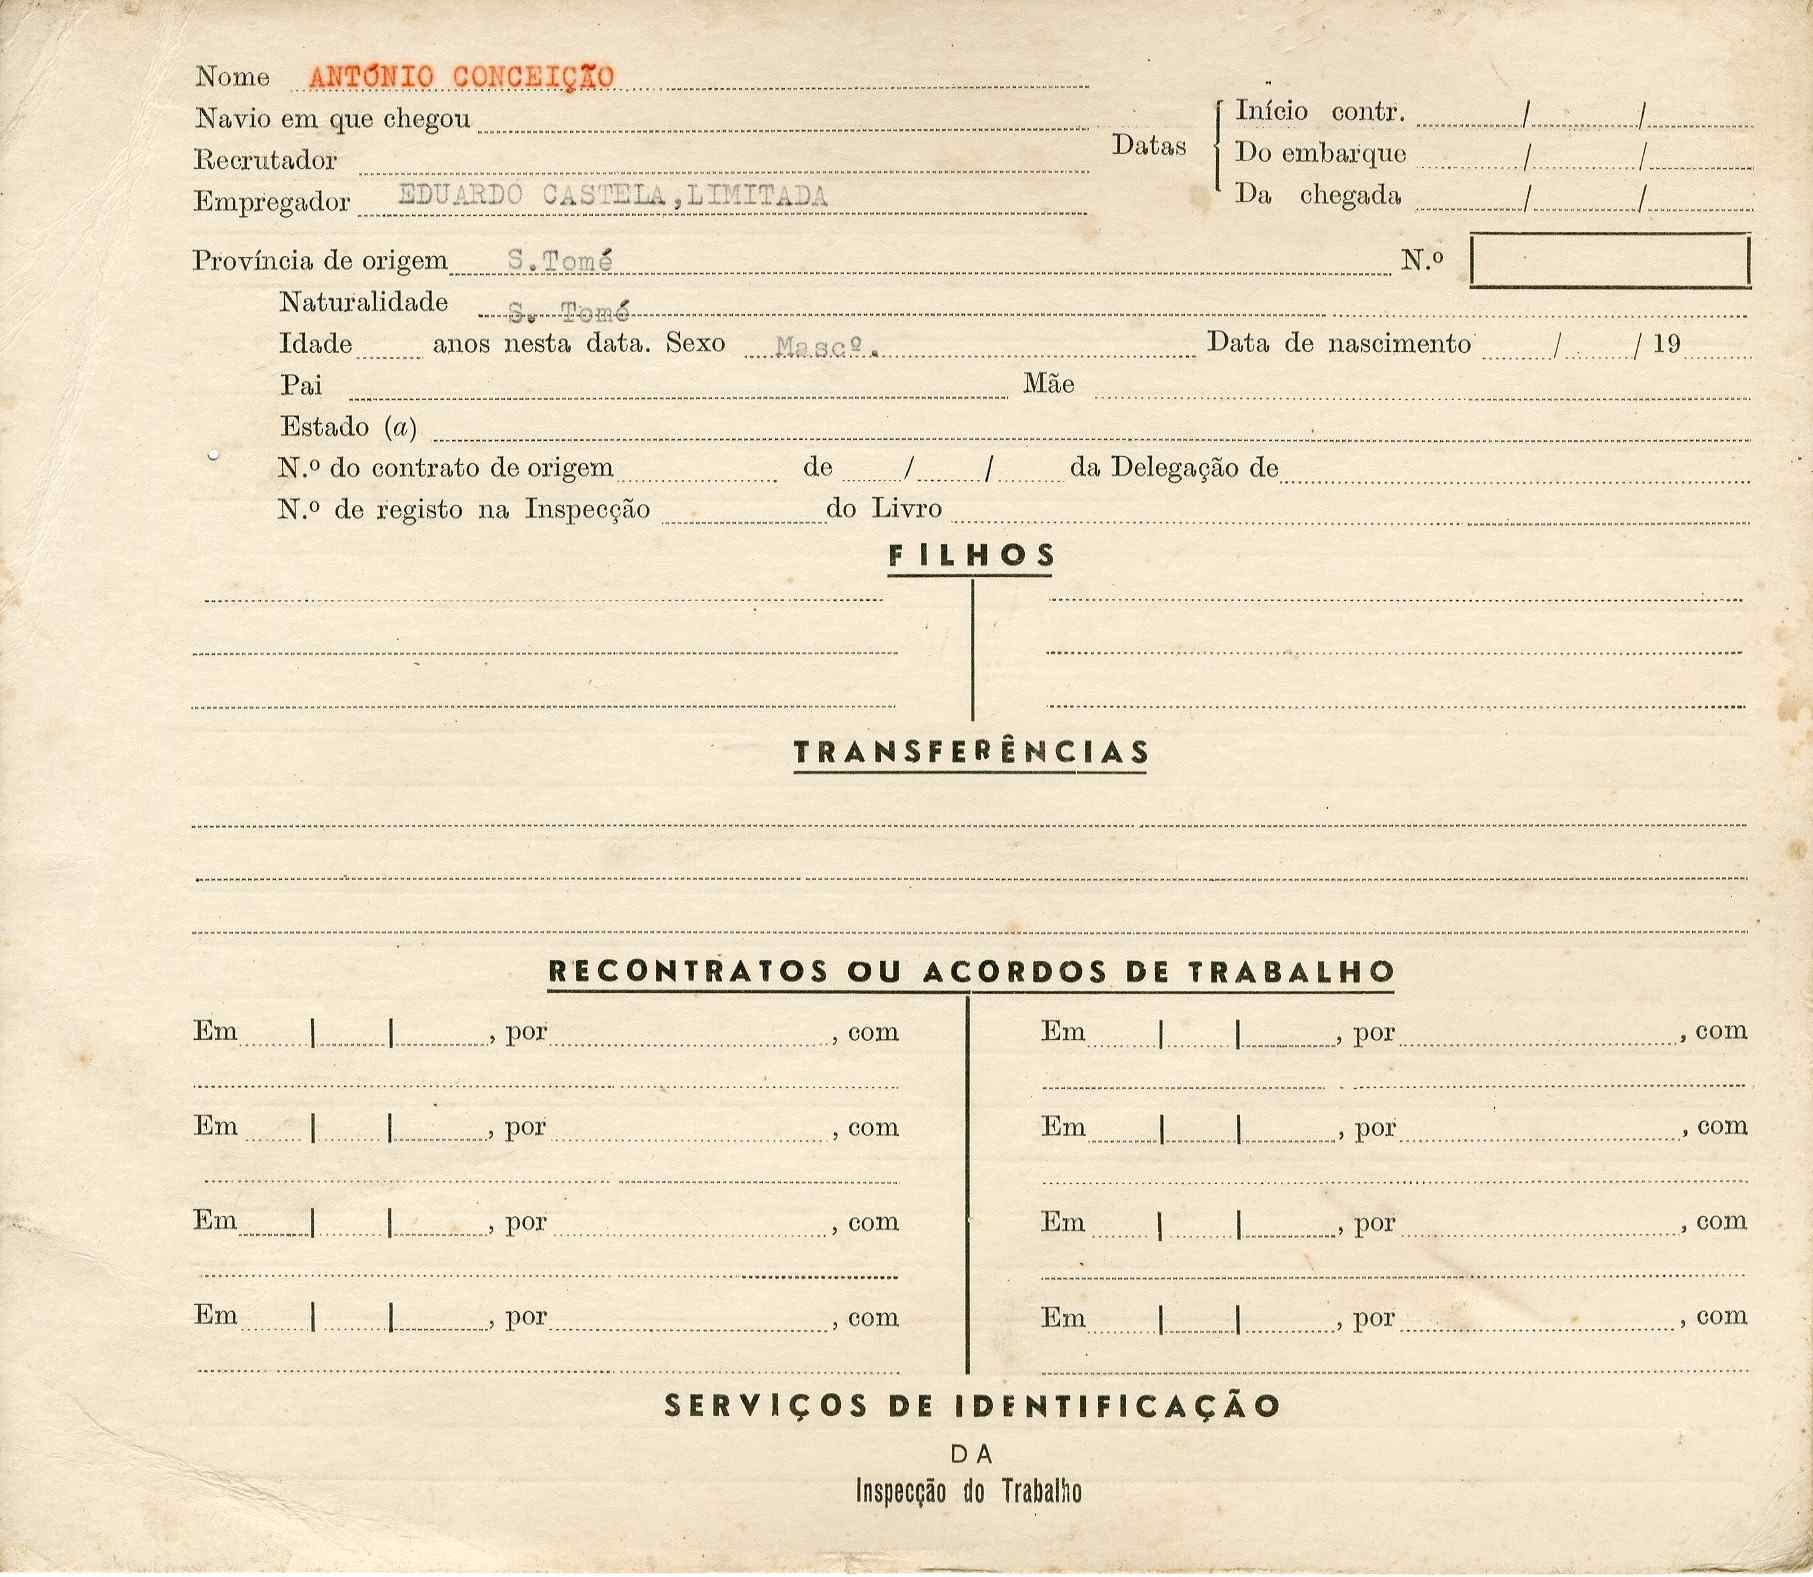 Nome ANTÓNIO CONCEIÇÃO
Navio em que chegou
Recrutador
Empregador EDUARDO CASTELA,LIMITADA
Datas
Início contr. / /
Do embarque / /
Da chegada / /
Província de origem S.Tomé N.º
Naturalidade S. Tomé
Idade anos nesta data. Sexo Mascº. Data de nascimento / / 19
Pai Mãe
Estado (a)
N.º do contrato de origem de / / da Delegação de
N.º de registo na Inspecção do Livro
FILHOS
TRANSFERÊNCIAS
RECONTRATOS OU ACORDOS DE TRABALHO
Em | | , por , com Em | | , por , com
Em | | , por , com Em | | , por , com
Em | | , por , com Em | | , por , com
Em | | , por , com Em | | , por , com
SERVIÇOS DE IDENTIFICAÇÃO
DA
Inspecção do Trabalho